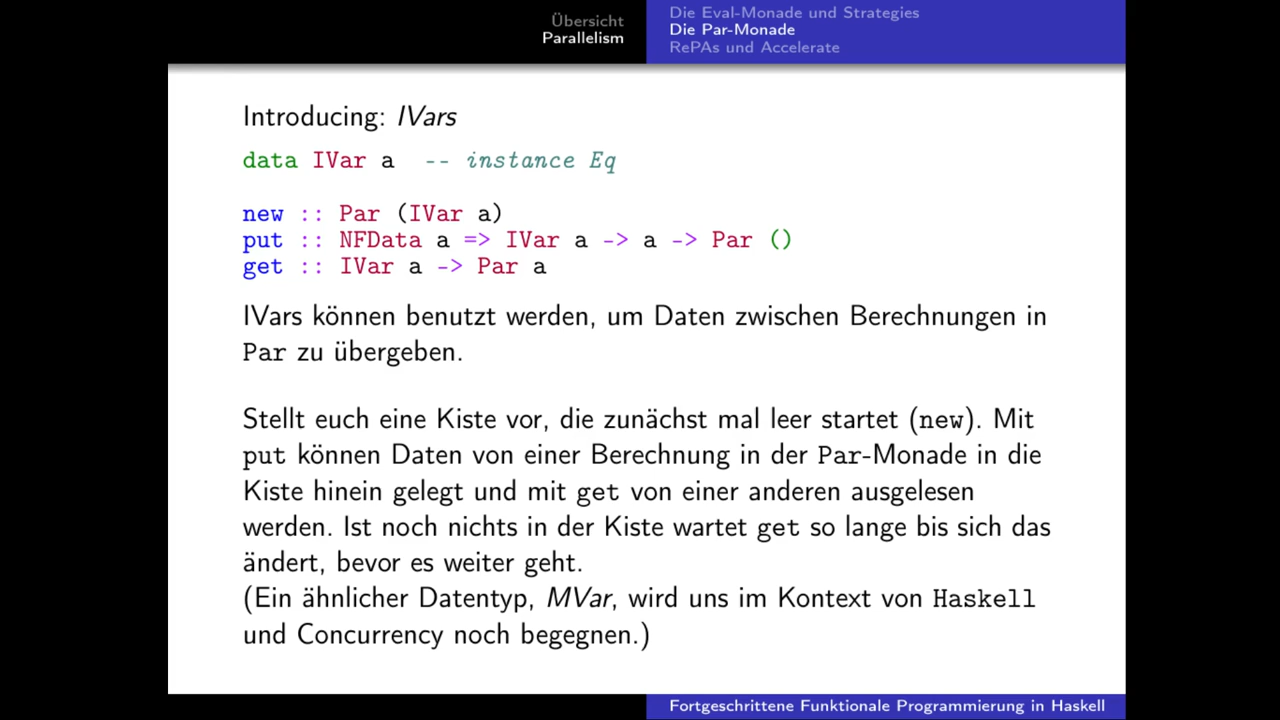 Übersicht
Parallelism
Die Eval-Monade und Strategies
Die Par-Monade
RePAs und Accelerate
Introducing: IVars
data IVar a -- instance Eq
new :: Par (IVar a)
put :: NFData a => IVar a -> a -> Par ()
get :: IVar a -> Par a
IVars können benutzt werden, um Daten zwischen Berechnungen in
Par zu übergeben.
Stellt euch eine Kiste vor, die zunächst mal leer startet (new). Mit
put können Daten von einer Berechnung in der Par-Monade in die
Kiste hinein gelegt und mit get von einer anderen ausgelesen
werden. Ist noch nichts in der Kiste wartet get so lange bis sich das
ändert, bevor es weiter geht.
(Ein ähnlicher Datentyp, MVar, wird uns im Kontext von Haskell
und Concurrency noch begegnen.)
Fortgeschrittene Funktionale Programmierung in Haskell